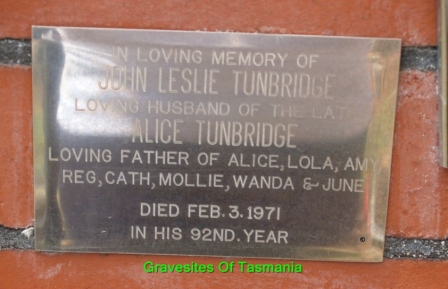 IN LOVING MEMORY OF
JOHN LESLIE TUNBRIDGE
LOVING HUSBAND OF THE LATE
ALICE TUNBRIDGE
LOVING FATHER OF ALICE, LOLA, AMY
REG, CATH, MOLLIE, WANDA & JUNE
DIED FEB. 3. 1971
IN HIS 92ND. YEAR
Gravesites Of Tasmania